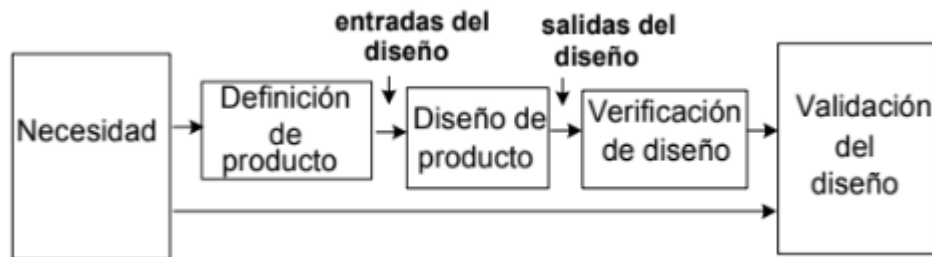 entradas del
diseño
salidas del
diseño
Necesidad
Definición
de
producto
Diseño de
producto
Verificación
de diseño
Validación
del
diseño